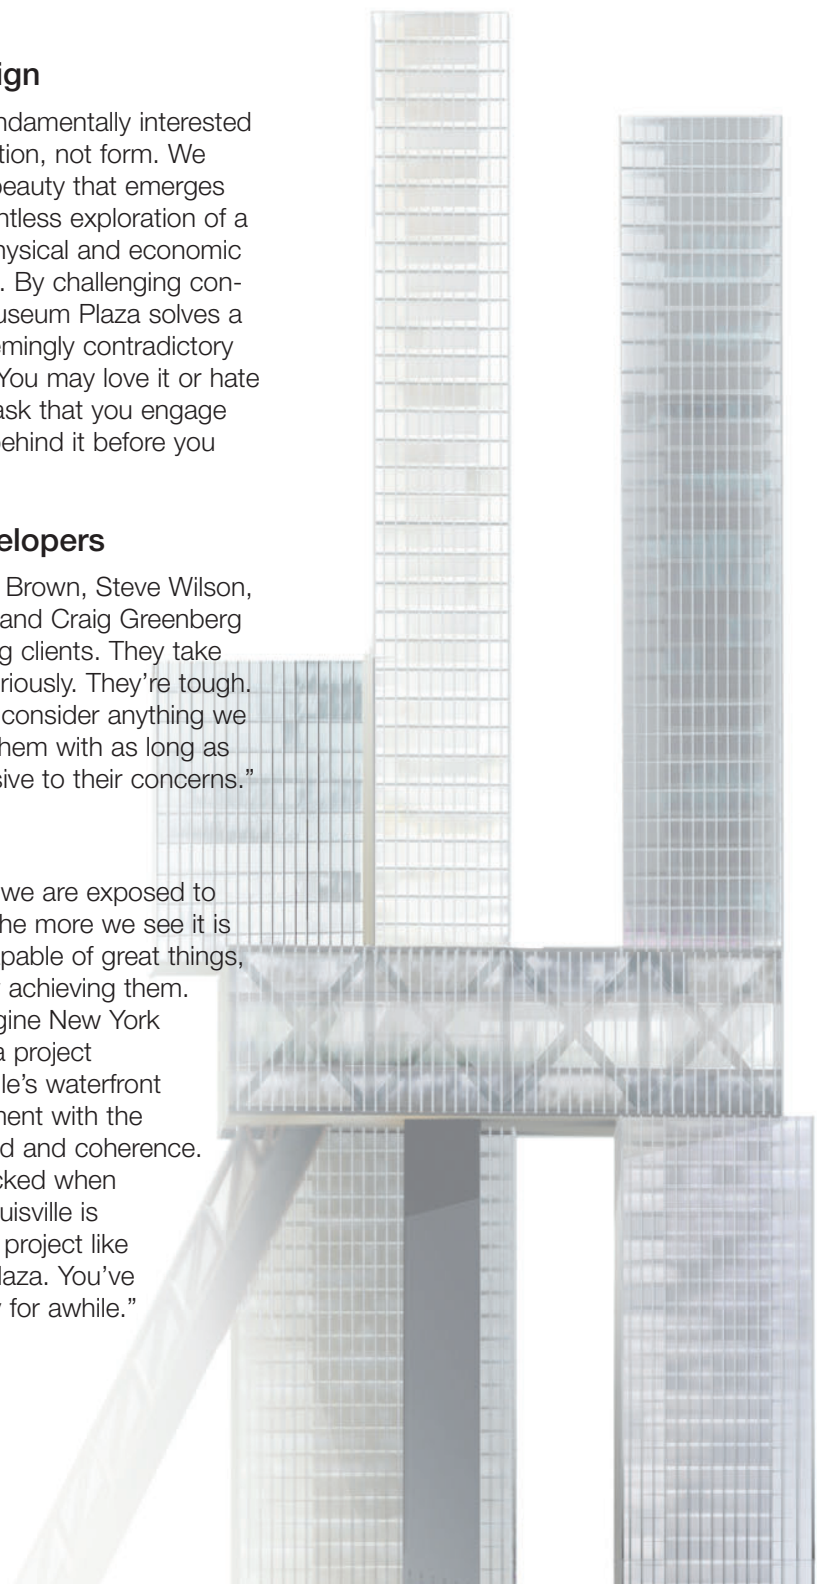 ign
ndamentally interested
tion, not form. We
beauty that emerges
ntless exploration of a
hysical and economic
. By challenging con-
useum Plaza solves a
emingly contradictory
You may love it or hate
ask that you engage
behind it before you
elopers
Brown, Steve Wilson,
and Craig Greenberg
g clients. They take
riously. They’re tough.
consider anything we
hem with as long as
sive to their concerns.”
we are exposed to
he more we see it is
pable of great things,
achieving them.
gine New York
a project
le’s waterfront
ment with the
d and coherence.
cked when
uisville is
project like
laza. You’ve
for awhile.”